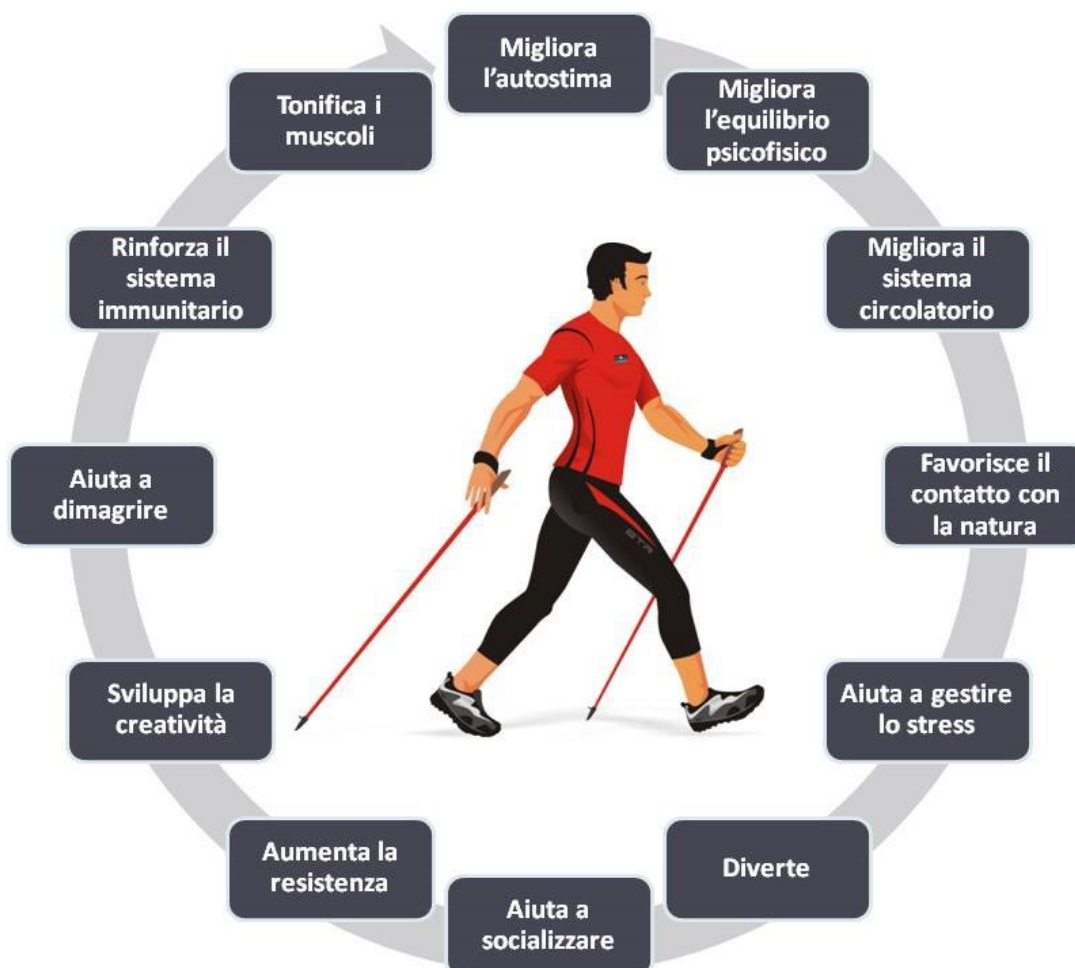 Migliora
l'autostima
Migliora
l'equilibrio
psicofisico
Migliora il
sistema
circolatorio
Favorisce il
contatto con
la natura
Aiuta a gestire
lo stress
Diverte
Aiuta a
socializzare
Aumenta la
resistenza
Sviluppa la
creatività
Aiuta a
dimagrire
Rinforza il
sistema
immunitario
Tonifica i
muscoli